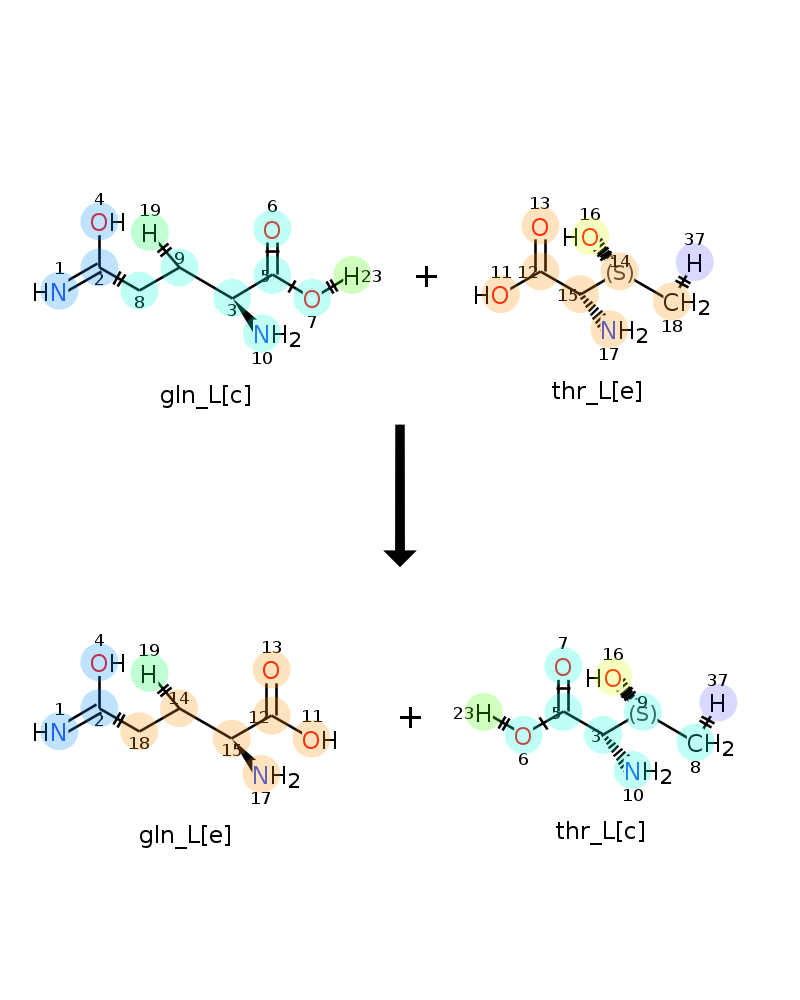 4
OH
19
H
9
6
O
1
HN
2
8
3
5
O
7
H
23
NH2
10
+
13
O
16
HO
14
(S)
37
H
11
HO
12
15
NH2
17
CH2
18
gln_L[c]
thr_L[e]
4
OH
19
H
14
13
O
1
HN
2
18
15
12
11
OH
NH2
17
+
7
O
16
HO
9
(S)
37
H
23
H
O
6
5
3
NH2
10
CH2
8
gln_L[e]
thr_L[c]